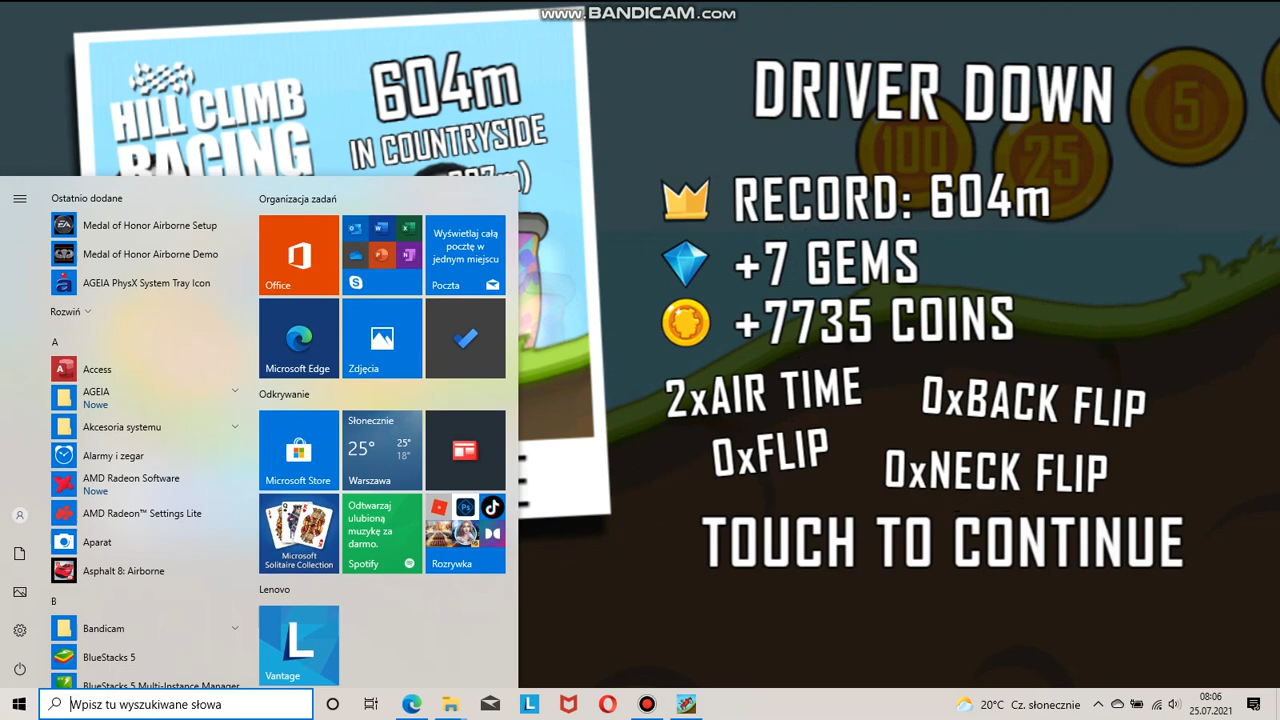 www.BANDICAM.com
HILL CLIMB
RACING
604m
IN COUNTRYSIDE
DRIVER DOWN
100
25
5
RECORD: 604m
+7 GEMS
+7735 COINS
2xAIR TIME
0xBACK FLIP
0xFLIP
0xNECK FLIP
TOUCH TO CONTINUE
Ostatnio dodane
Medal of Honor Airborne Setup
Medal of Honor Airborne Demo
AGEIA PhysX System Tray Icon
Rozwiń
A
Access
AGEIA
Nowe
Akcesoria systemu
Alarmy i zegar
AMD Radeon Software
Nowe
AMD Radeon™ Settings Lite
Aparat
Asphalt 8: Airborne
B
Bandicam
BlueStacks 5
BlueStacks 5 Multi-Instance Manager
Organizacja zadań
Office
Wyświetlaj całą
pocztę w
jednym miejscu
Poczta
Microsoft Edge
Zdjęcia
Odkrywanie
Microsoft Store
Słonecznie
25°
25°
18°
Warszawa
Microsoft
Solitaire Collection
Odtwarzaj
ulubioną
muzykę za
darmo.
Spotify
Rozrywka
Lenovo
L
Vantage
Wpisz tu wyszukiwane słowa
20°C Cz. słonecznie
08:06
25.07.2021